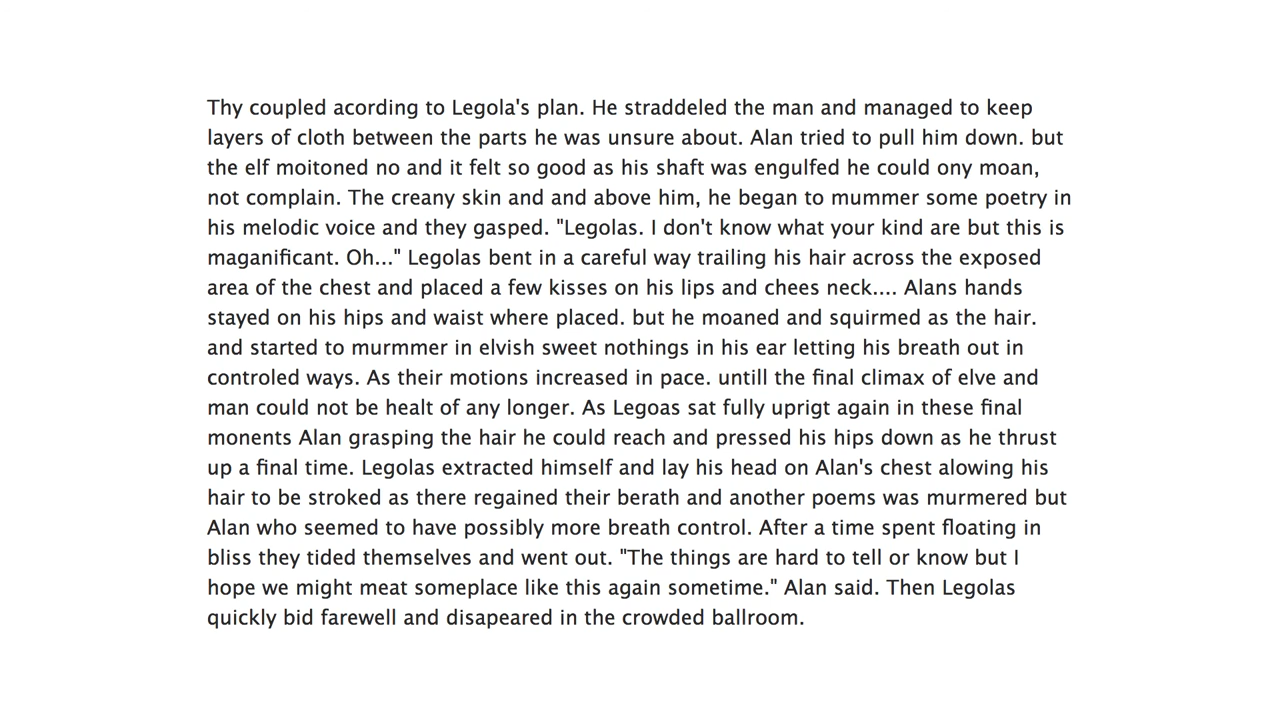 Thy coupled acording to Legola's plan. He straddeled the man and managed to keep
layers of cloth between the parts he was unsure about. Alan tried to pull him down. but
the elf moitoned no and it felt so good as his shaft was engulfed he could ony moan,
not complain. The creany skin and and above him, he began to mummer some poetry in
his melodic voice and they gasped. "Legolas. I don't know what your kind are but this is
maganificant. Oh..." Legolas bent in a careful way trailing his hair across the exposed
area of the chest and placed a few kisses on his lips and chees neck.... Alans hands
stayed on his hips and waist where placed. but he moaned and squirmed as the hair.
and started to murmmer in elvish sweet nothings in his ear letting his breath out in
controled ways. As their motions increased in pace. untill the final climax of elve and
man could not be healt of any longer. As Legoas sat fully uprigt again in these final
monents Alan grasping the hair he could reach and pressed his hips down as he thrust
up a final time. Legolas extracted himself and lay his head on Alan's chest alowing his
hair to be stroked as there regained their berath and another poems was murmered but
Alan who seemed to have possibly more breath control. After a time spent floating in
bliss they tided themselves and went out. "The things are hard to tell or know but I
hope we might meat someplace like this again sometime." Alan said. Then Legolas
quickly bid farewell and disapeared in the crowded ballroom.